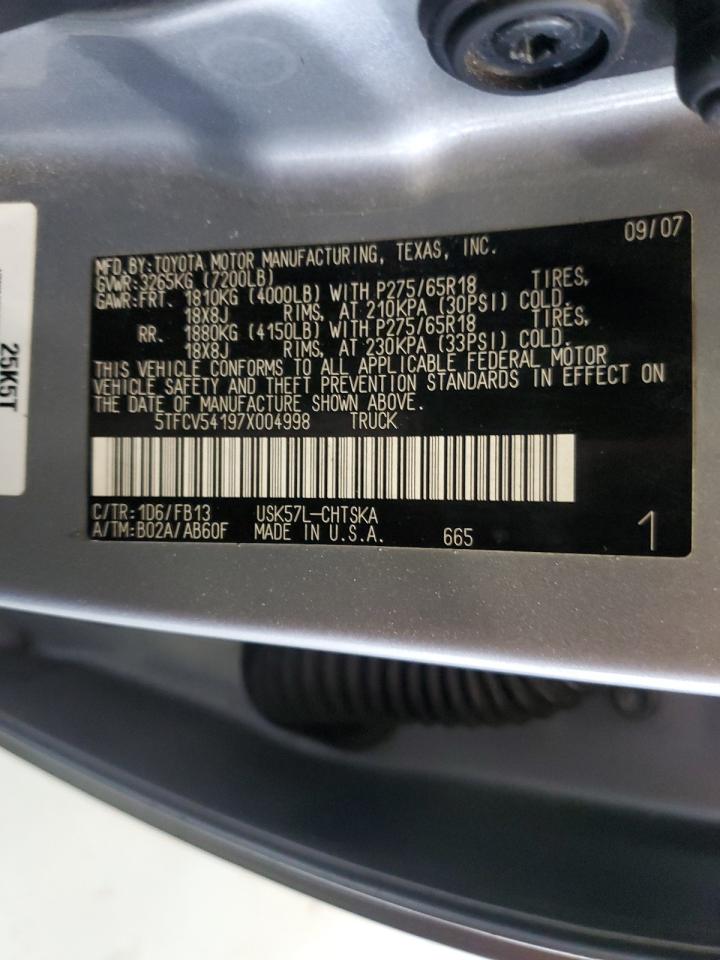 09/07
MFD.BY:TOYOTA MOTOR MANUFACTURING, TEXAS, INC.
GVWR:3265KG (7200LB)
GAWR:FRT. 1810KG (4000LB) WITH P275/65R18 TIRES,
18X8J RIMS, AT 210KPA (30PSI) COLD.
RR. 1880KG (4150LB) WITH P275/65R18 TIRES,
18X8J RIMS, AT 230KPA (33PSI) COLD.
THIS VEHICLE CONFORMS TO ALL APPLICABLE FEDERAL MOTOR
VEHICLE SAFETY AND THEFT PREVENTION STANDARDS IN EFFECT ON
THE DATE OF MANUFACTURE SHOWN ABOVE.
5TFCV54197X004998 TRUCK
C/TR:1D6/FB13 USK57L-CHTSKA
A/TM:B02A/AB60F MADE IN U.S.A. 665 1
25K5T